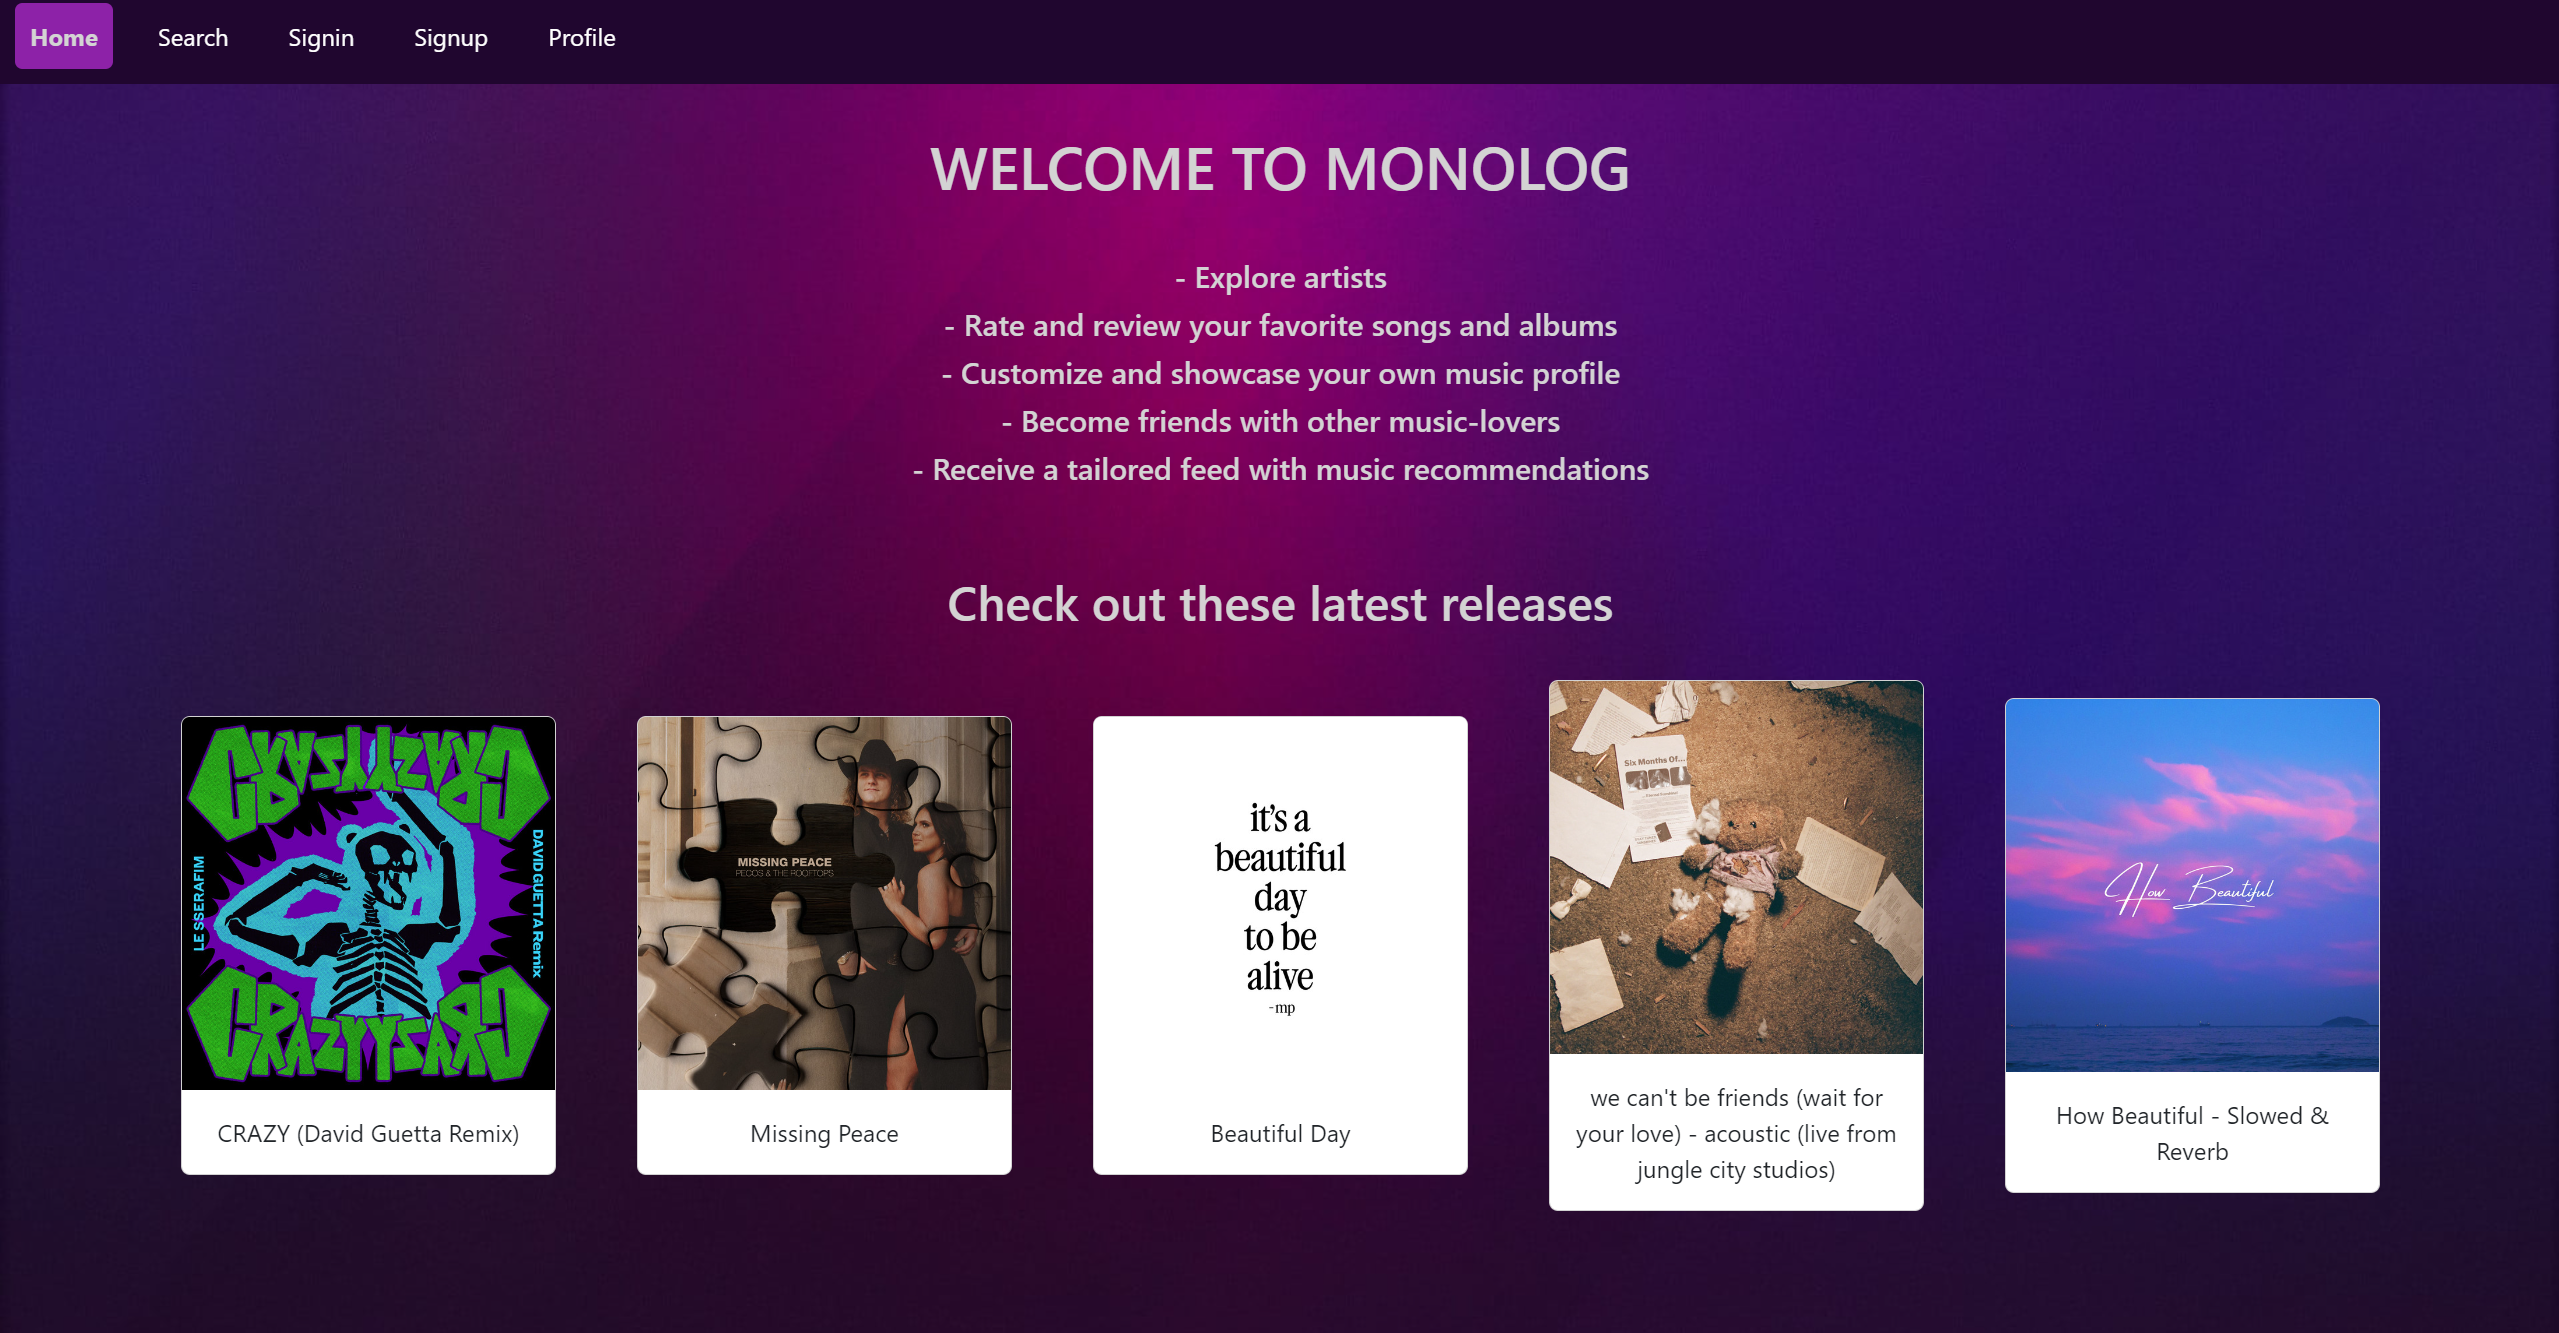 Home Search Signin Signup Profile
WELCOME TO MONOLOG
- Explore artists
- Rate and review your favorite songs and albums
- Customize and showcase your own music profile
- Become friends with other music-lovers
- Receive a tailored feed with music recommendations
Check out these latest releases
CRAZYYZARC
LE SSERAFIM
DAVID GUETTA Remix
CRAZYYZARC
CRAZY (David Guetta Remix)
MISSING PEACE
PECOS & THE ROOFTOPS
Missing Peace
it's a
beautiful
day
to be
alive
-mp
Beautiful Day
Six Months Of...
we can't be friends (wait for
your love) - acoustic (live from
jungle city studios)
How Beautiful
How Beautiful - Slowed &
Reverb